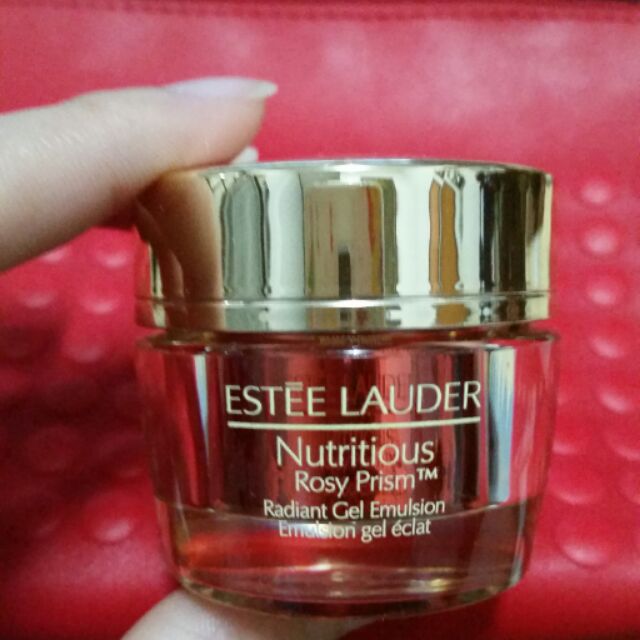 ESTĒE LAUDER
Nutritious
Rosy Prism™
Radiant Gel Emulsion
Emulsion gel éclat